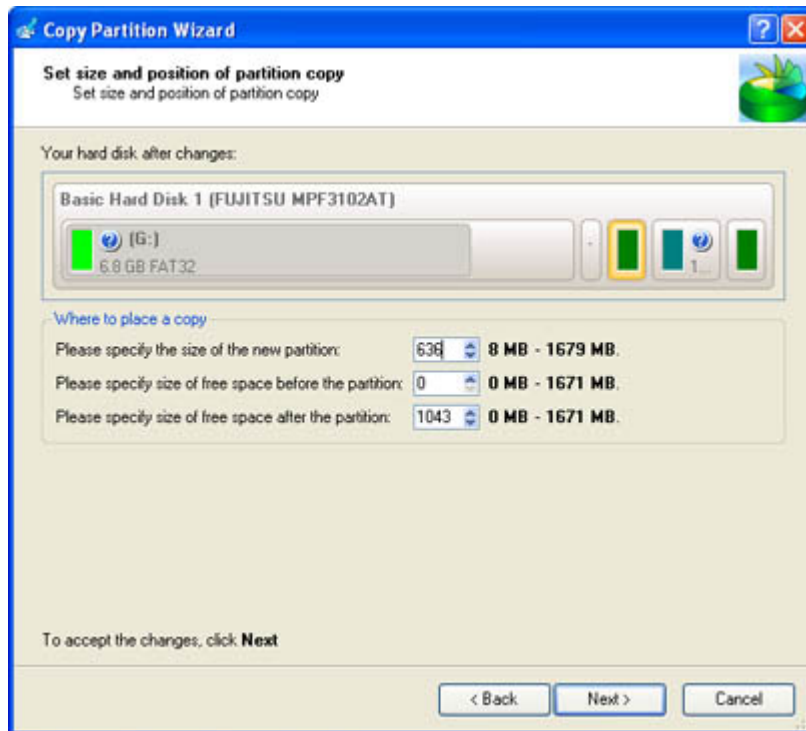 Copy Partition Wizard
Set size and position of partition copy
Set size and position of partition copy
Your hard disk after changes:
Basic Hard Disk 1 (FUJITSU MPF3102AT)
(G:)
6.8 GB FAT32
1...
Where to place a copy
Please specify the size of the new partition: 636 8 MB - 1679 MB.
Please specify size of free space before the partition: 0 0 MB - 1671 MB.
Please specify size of free space after the partition: 1043 0 MB - 1671 MB.
To accept the changes, click Next
< Back Next > Cancel